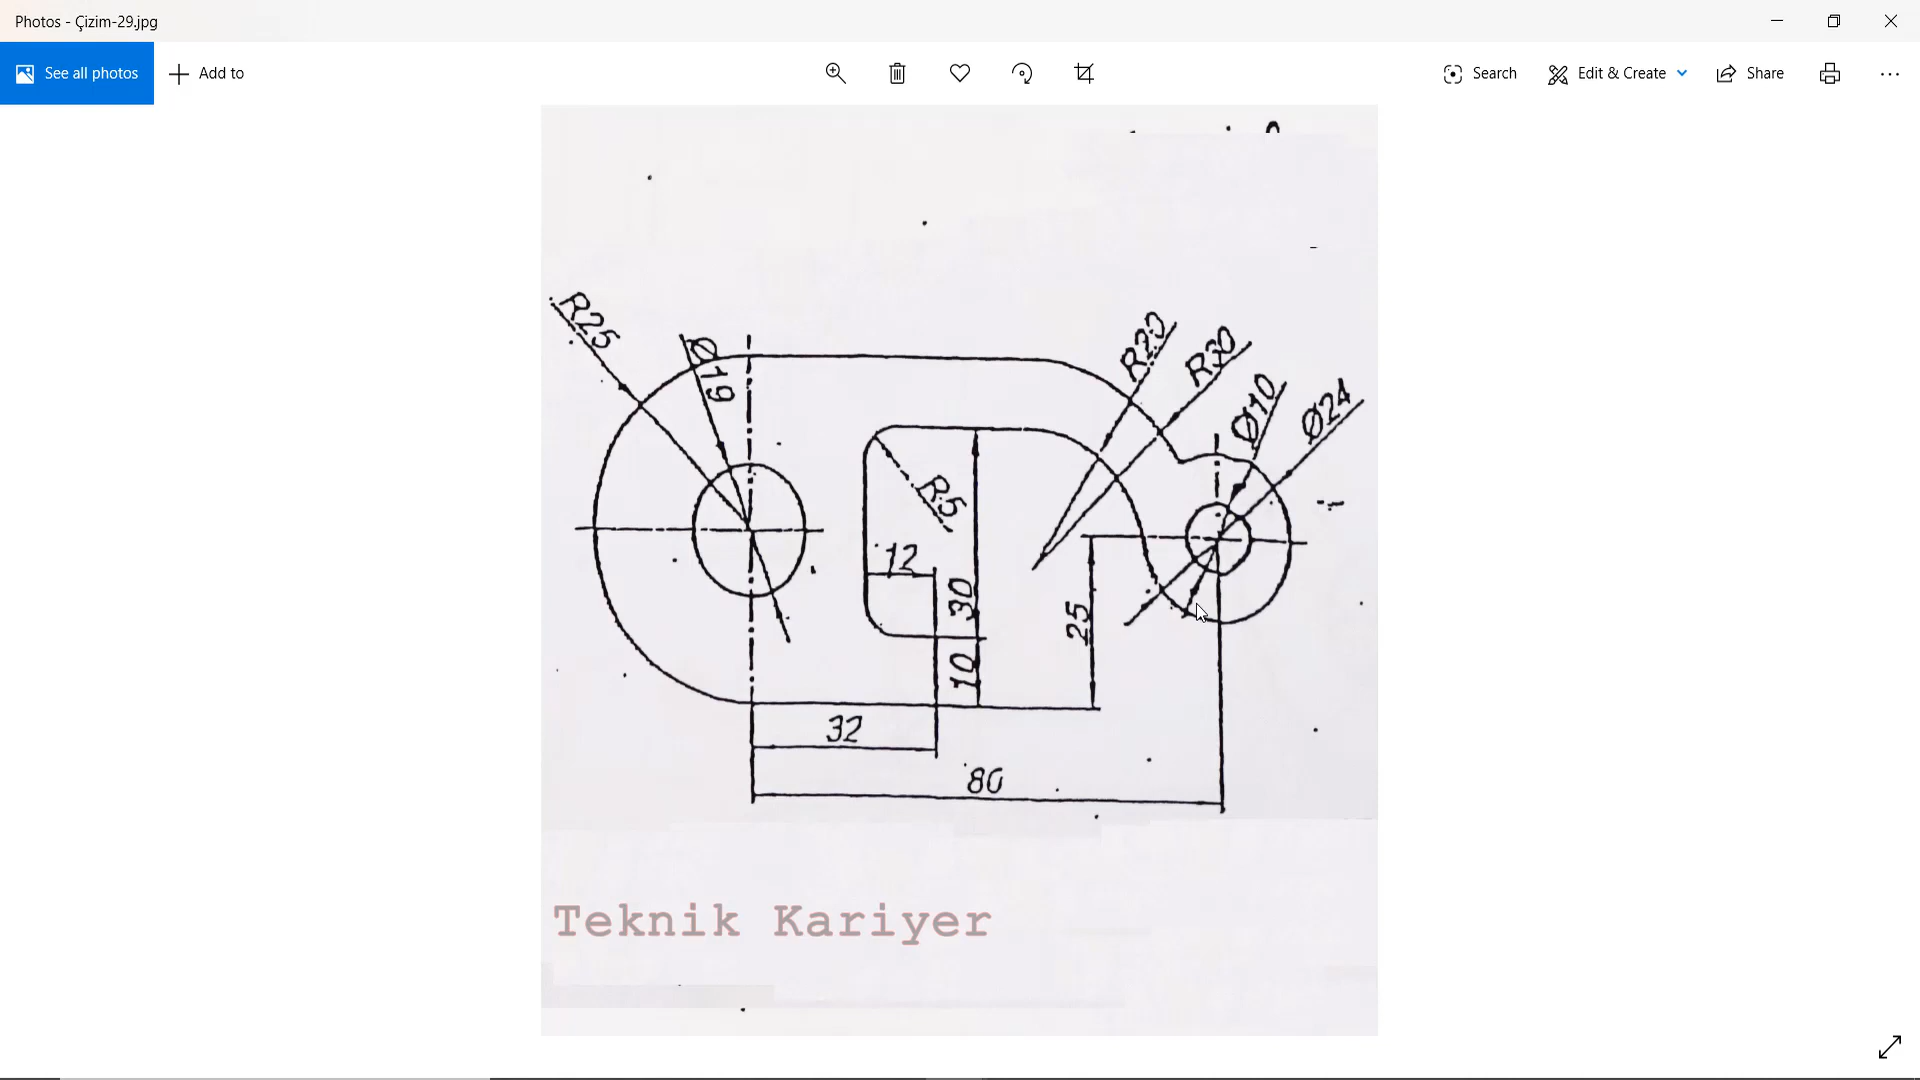 Photos - Çizim-29.jpg
See all photos
Add to
Search
Edit & Create
Share
R25
Ø19
R20
R30
Ø10
Ø24
R5
12
30
25
10
32
80
Teknik Kariyer